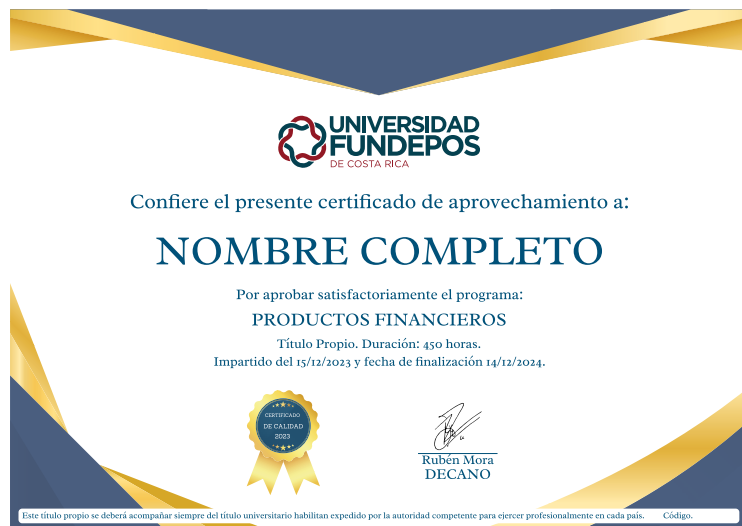 UNIVERSIDAD
FUNDEPOS
DE COSTA RICA
Confiere el presente certificado de aprovechamiento a:
NOMBRE COMPLETO
Por aprobar satisfactoriamente el programa:
PRODUCTOS FINANCIEROS
Título Propio. Duración: 450 horas.
Impartido del 15/12/2023 y fecha de finalización 14/12/2024.
CERTIFICADO
DE CALIDAD
2023
Rubén Mora
DECANO
Este título propio se deberá acompañar siempre del título universitario habilitan expedido por la autoridad competente para ejercer profesionalmente en cada país. Código.